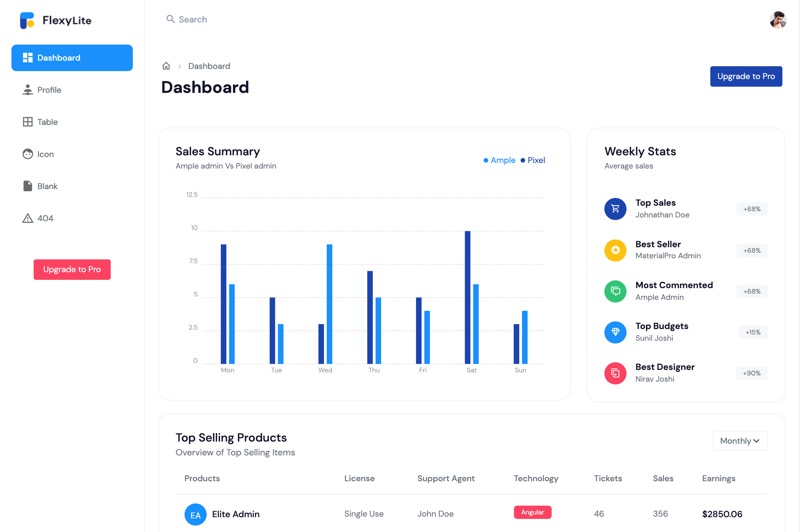 FlexyLite
Search
Dashboard
Profile
Table
Icon
Blank
404
Upgrade to Pro
Dashboard
Dashboard
Upgrade to Pro
Sales Summary
Ample admin Vs Pixel admin
Ample Pixel
12.5
10
7.5
5
2.5
0
Mon Tue Wed Thu Fri Sat Sun
Weekly Stats
Average sales
Top Sales
Johnathan Doe
+68%
Best Seller
MaterialPro Admin
+68%
Most Commented
Ample Admin
+68%
Top Budgets
Sunil Joshi
+15%
Best Designer
Nirav Joshi
+90%
Top Selling Products
Overview of Top Selling Items
Monthly
Products License Support Agent Technology Tickets Sales Earnings
EA Elite Admin Single Use John Doe Angular 46 356 $2850.06